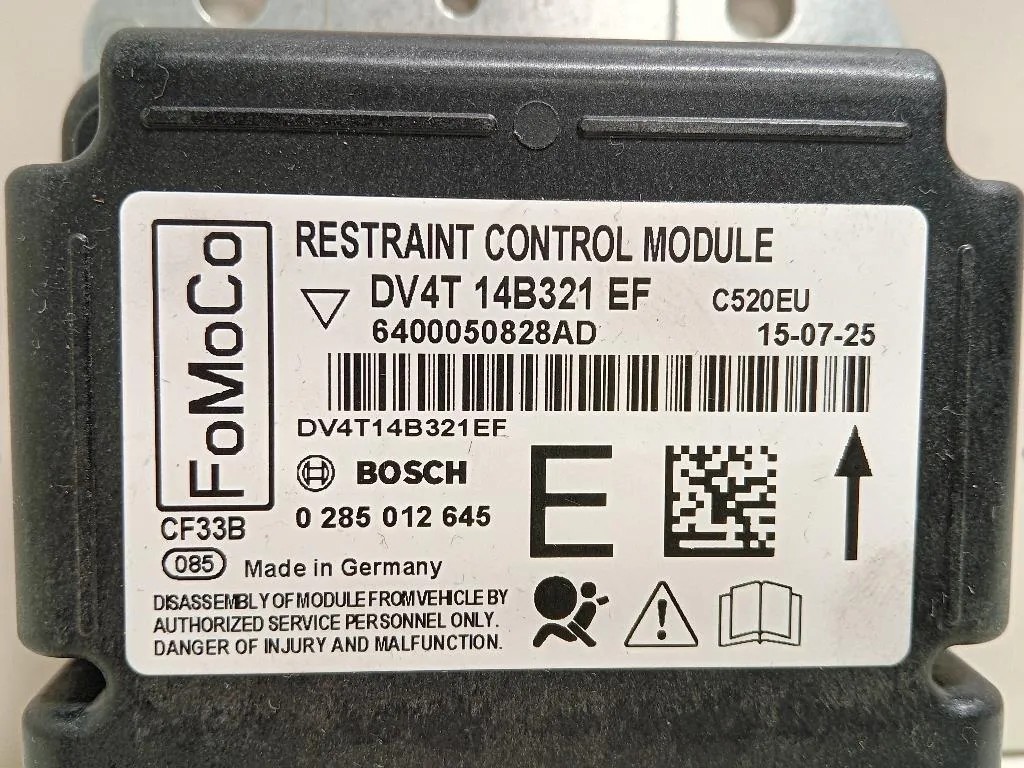 FoMoCo
RESTRAINT CONTROL MODULE
DV4T 14B321 EF C520EU
6400050828AD 15-07-25
DV4T14B321EF
BOSCH
E
0 285 012 645
CF33B
085
Made in Germany
DISASSEMBLY OF MODULE FROM VEHICLE BY
AUTHORIZED SERVICE PERSONNEL ONLY.
DANGER OF INJURY AND MALFUNCTION.